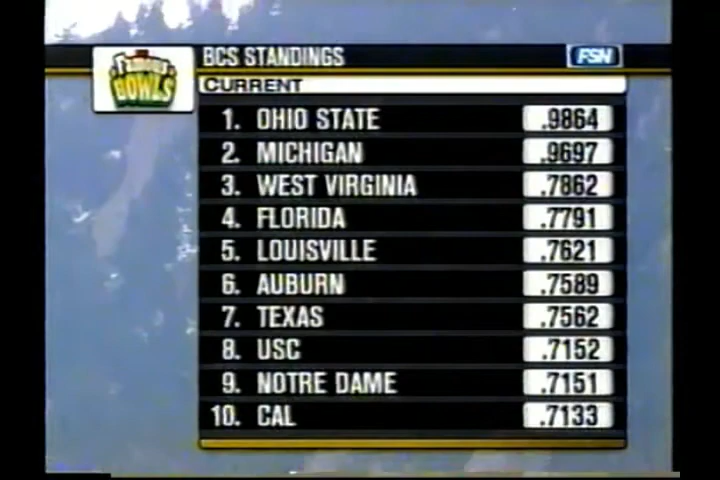 BCS STANDINGS
FSN
Famous
BOWLS
CURRENT
1. OHIO STATE .9864
2. MICHIGAN .9697
3. WEST VIRGINIA .7862
4. FLORIDA .7791
5. LOUISVILLE .7621
6. AUBURN .7589
7. TEXAS .7562
8. USC .7152
9. NOTRE DAME .7151
10. CAL .7133